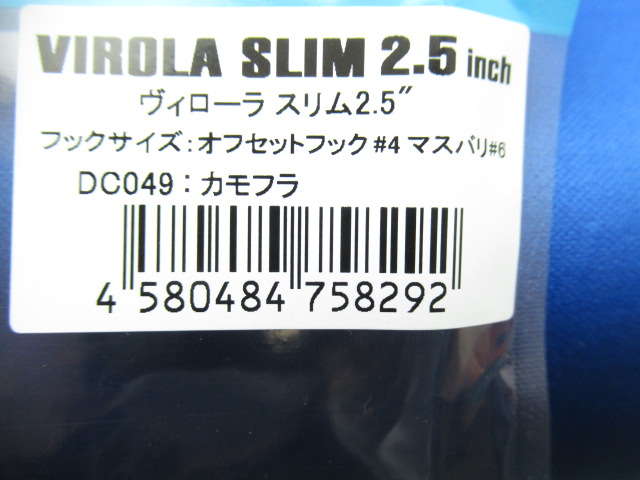 VIROLA SLIM 2.5 inch
ヴィローラ スリム2.5"
フックサイズ:オフセットフック #4 マスバリ#6
DC049:カモフラ
4 580484 758292